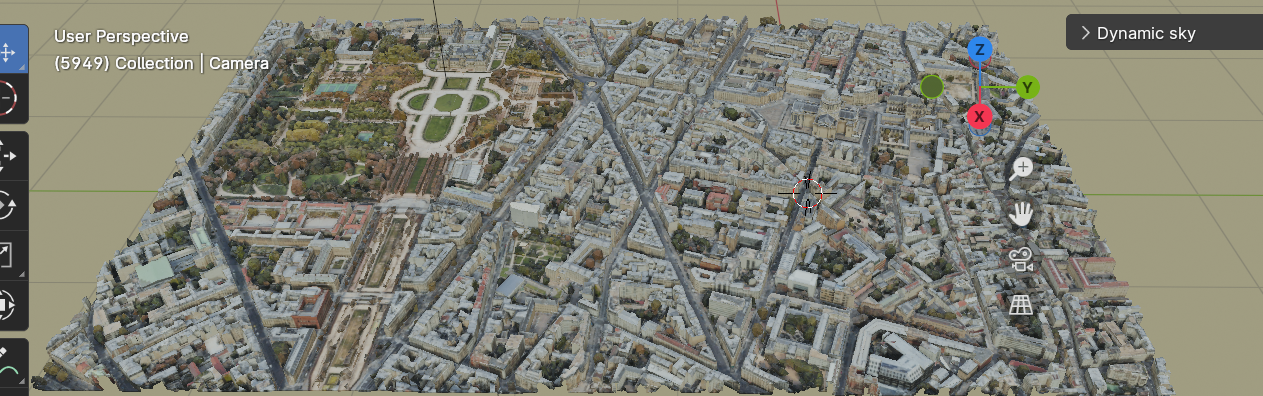 User Perspective
(5949) Collection | Camera
Dynamic sky
Z
Y
X